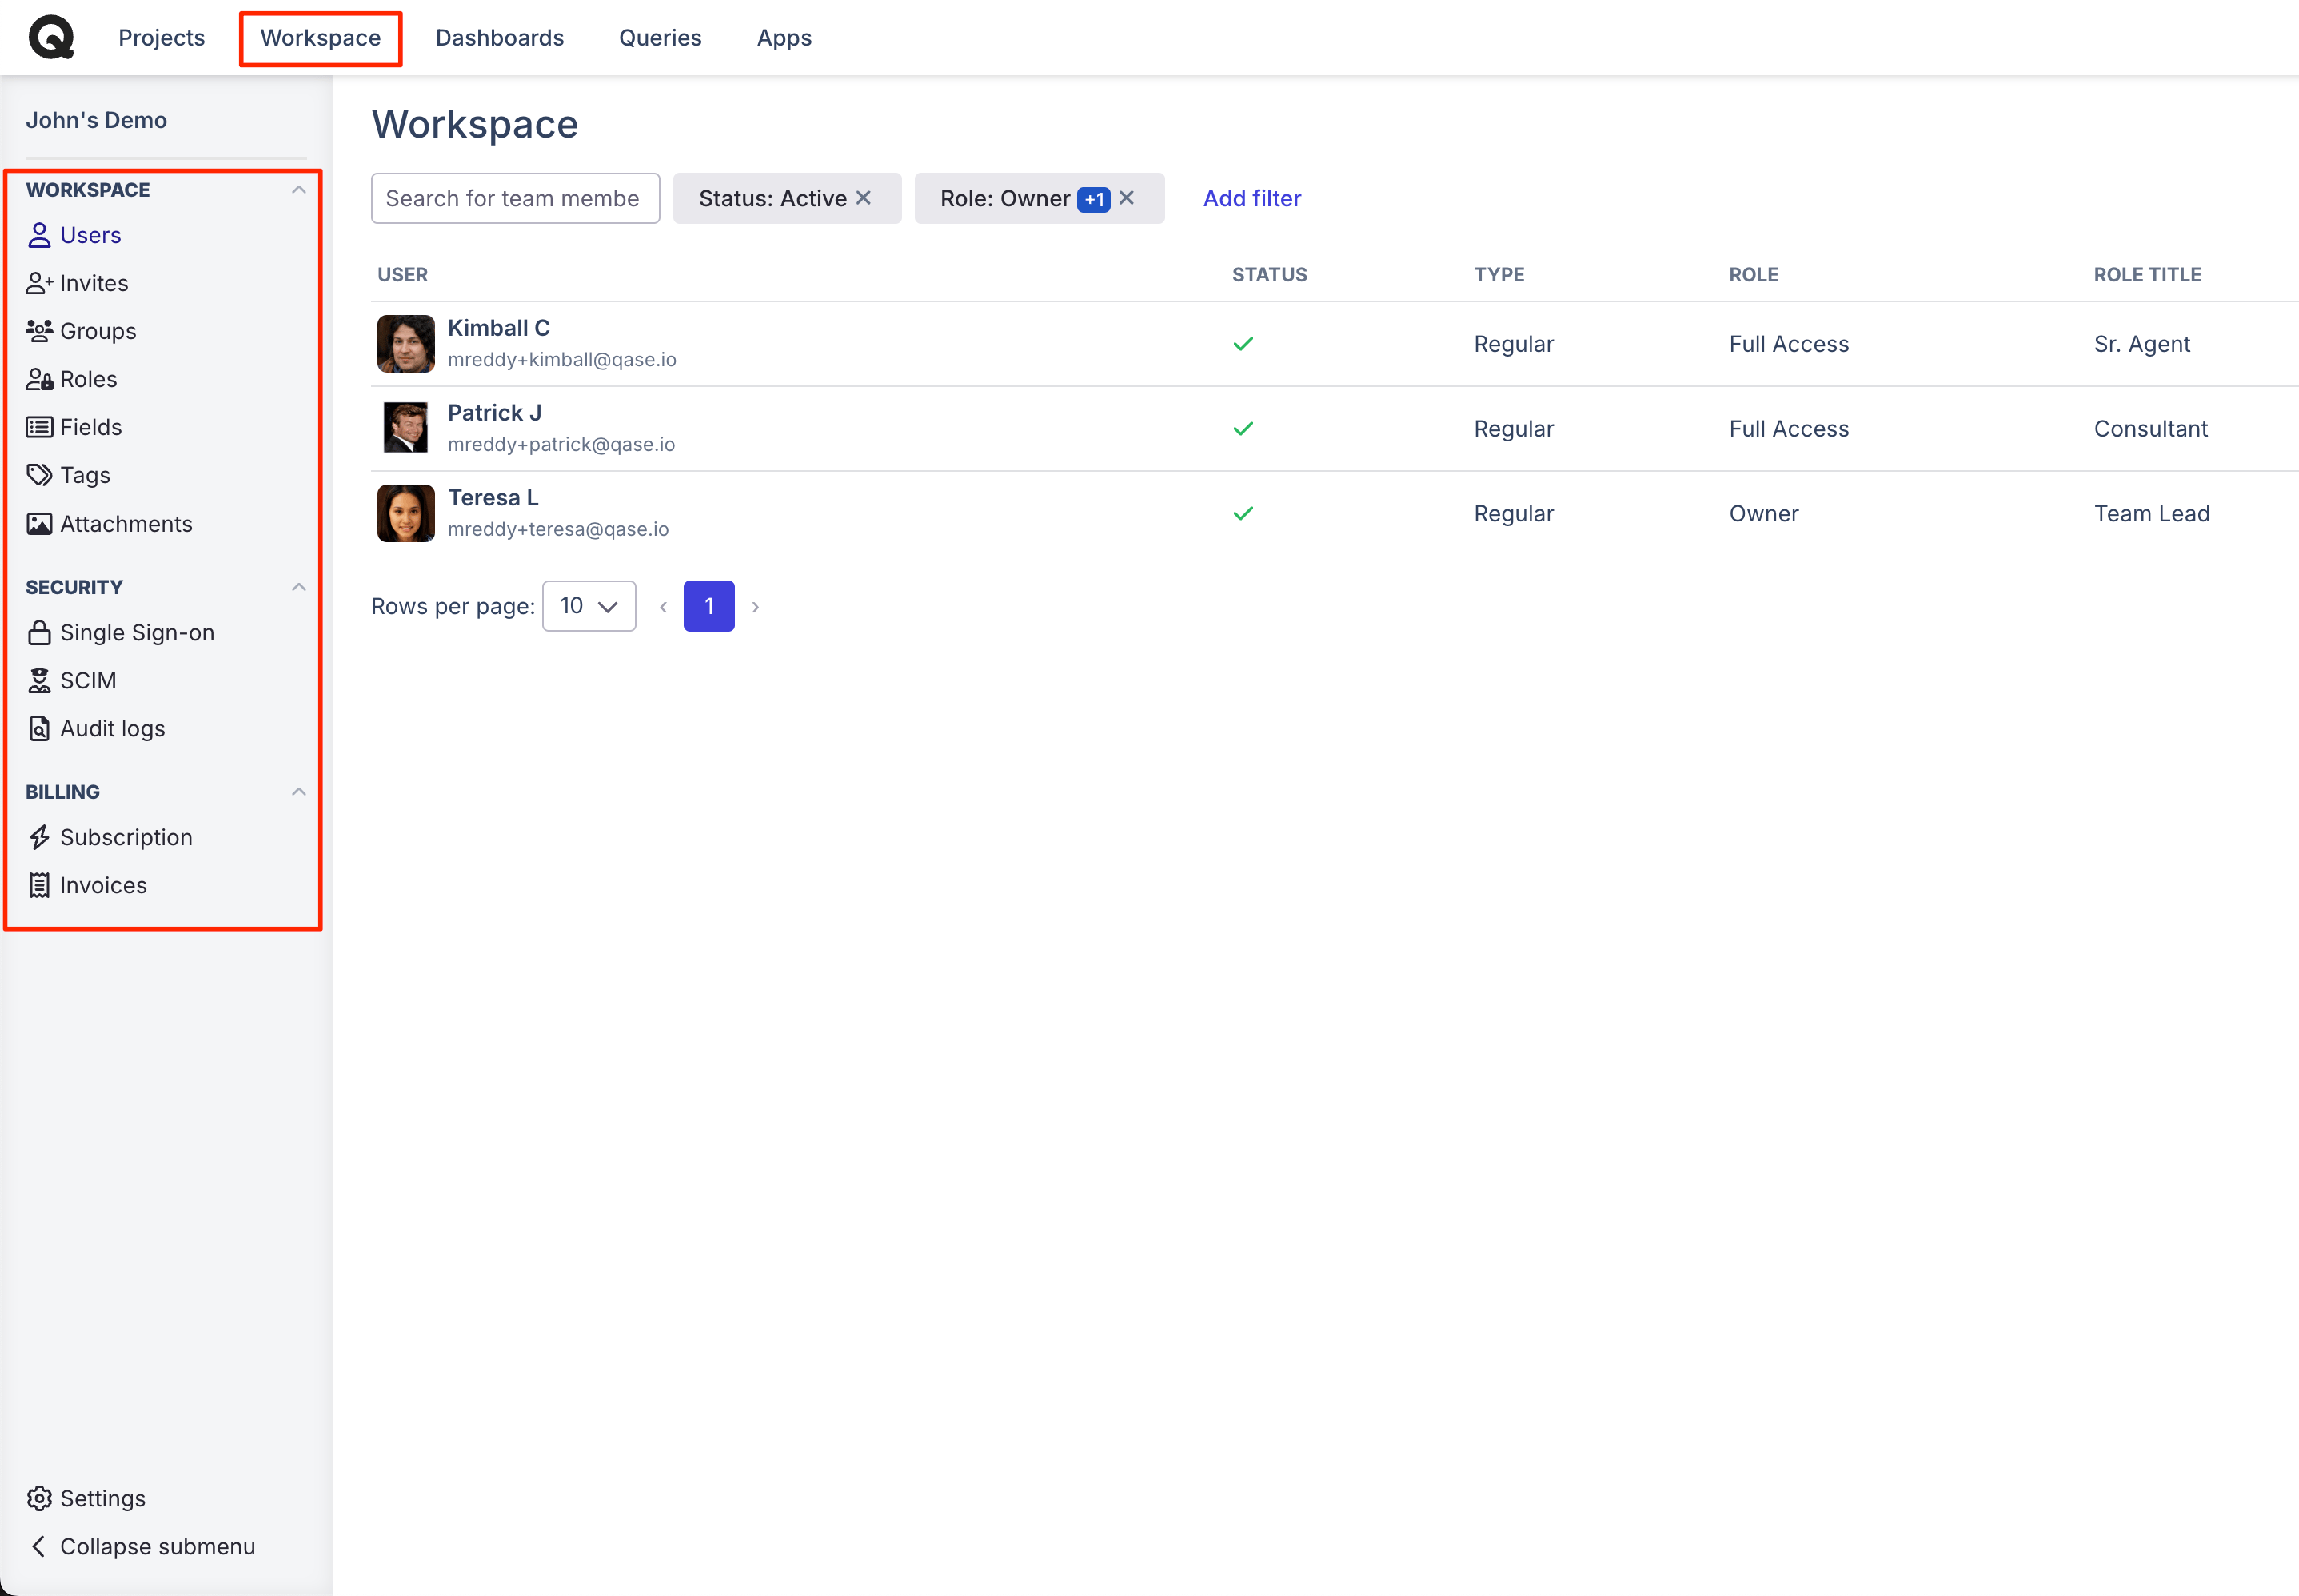 Projects Workspace Dashboards Queries Apps
John's Demo
WORKSPACE
Users
Invites
Groups
Roles
Fields
Tags
Attachments
SECURITY
Single Sign-on
SCIM
Audit logs
BILLING
Subscription
Invoices
Settings
Collapse submenu
Workspace
Search for team membe Status: Active Role: Owner +1 Add filter
USER STATUS TYPE ROLE ROLE TITLE
Kimball C
mreddy+kimball@qase.io
Regular Full Access Sr. Agent
Patrick J
mreddy+patrick@qase.io
Regular Full Access Consultant
Teresa L
mreddy+teresa@qase.io
Regular Owner Team Lead
Rows per page: 10 1